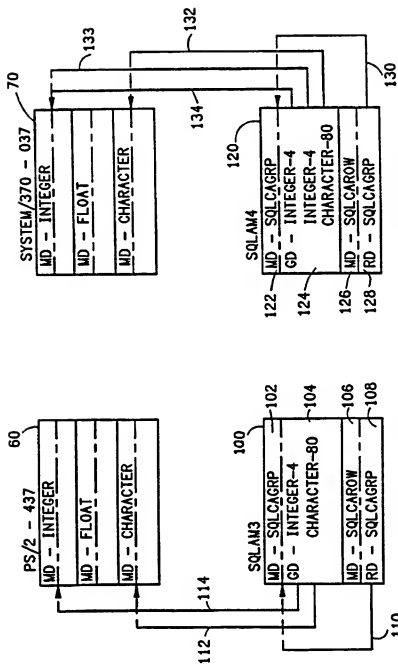 PS/2 - 437
60
MD - INTEGER
MD - FLOAT
MD - CHARACTER
112
114
SQLAM3
100
MD - SQLCAGRP
102
GD - INTEGER-4
CHARACTER-80
104
MD - SQLCAROW
106
RD - SQLCAGRP
108
110
SYSTEM/370 - 037
70
MD - INTEGER
MD - FLOAT
MD - CHARACTER
134
133
132
SQLAM4
120
122
MD - SQLCAGRP
GD - INTEGER-4
INTEGER-4
124
CHARACTER-80
126
MD - SQLCAROW
128
RD - SQLCAGRP
130